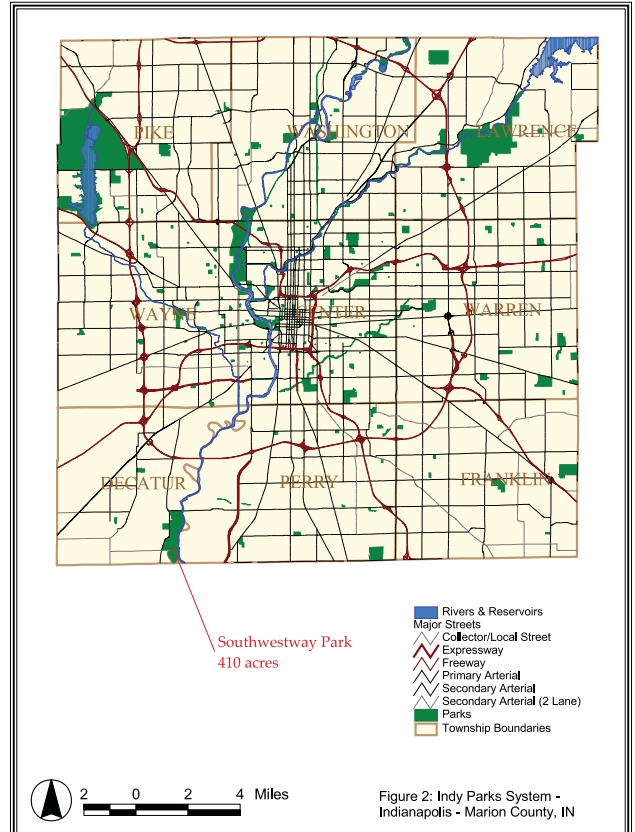 PIKE
WASHINGTON
LAWRENCE
WAYNE
CENTER
WARREN
DECATUR
PERRY
FRANKLIN
Southwestway Park
410 acres
Rivers & Reservoirs
Major Streets
Collector/Local Street
Expressway
Freeway
Primary Arterial
Secondary Arterial
Secondary Arterial (2 Lane)
Parks
Township Boundaries
2 0 2 4 Miles
Figure 2: Indy Parks System -
Indianapolis - Marion County, IN